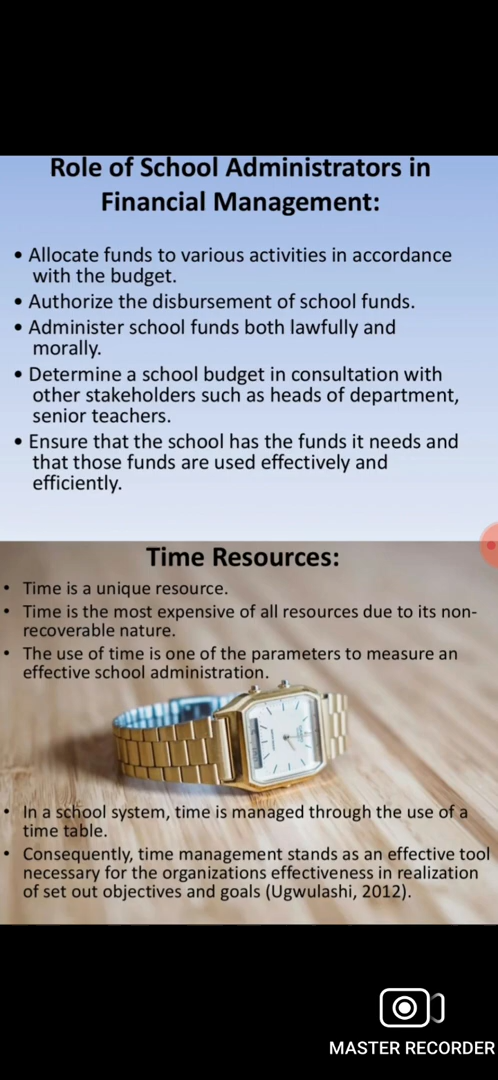 Role of School Administrators in
Financial Management:
• Allocate funds to various activities in accordance
with the budget.
• Authorize the disbursement of school funds.
• Administer school funds both lawfully and
morally.
• Determine a school budget in consultation with
other stakeholders such as heads of department,
senior teachers.
• Ensure that the school has the funds it needs and
that those funds are used effectively and
efficiently.
Time Resources:
• Time is a unique resource.
• Time is the most expensive of all resources due to its non-
recoverable nature.
• The use of time is one of the parameters to measure an
effective school administration.
• In a school system, time is managed through the use of a
time table.
• Consequently, time management stands as an effective tool
necessary for the organizations effectiveness in realization
of set out objectives and goals (Ugwulashi, 2012).
MASTER RECORDER